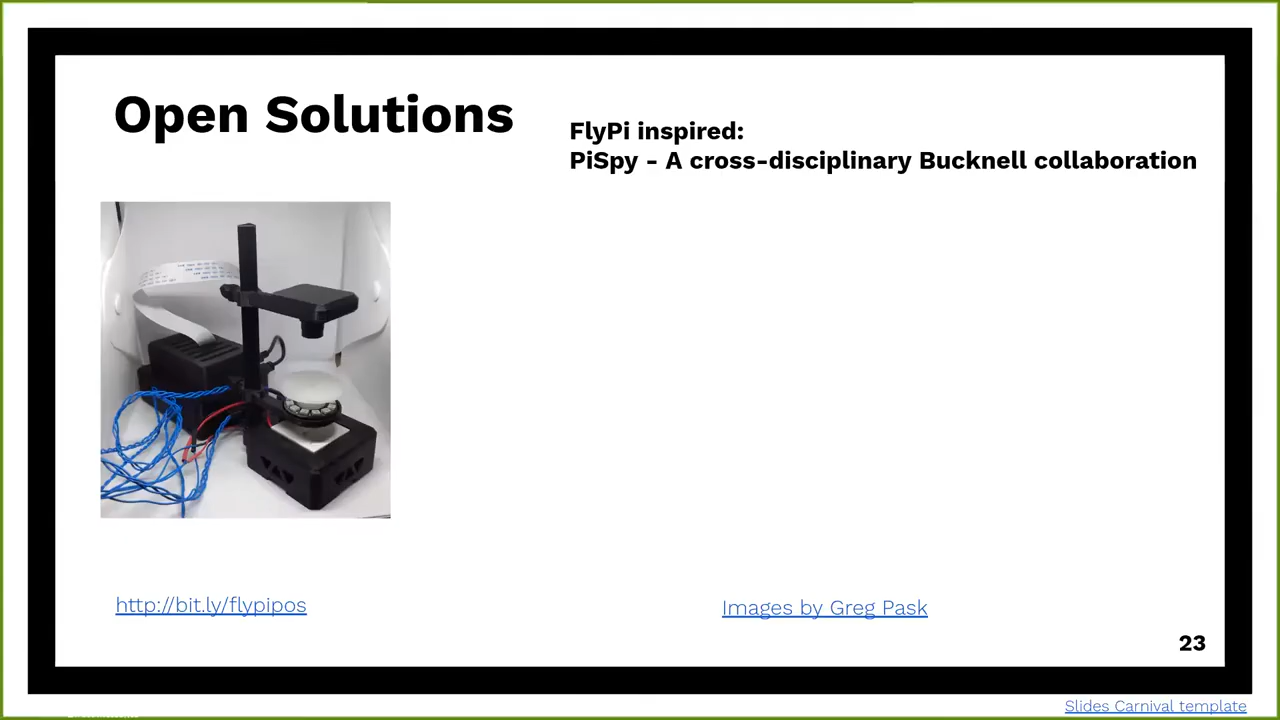 Open Solutions
FlyPi inspired:
PiSpy - A cross-disciplinary Bucknell collaboration
http://bit.ly/flypipos
Images by Greg Pask
23
Slides Carnival template